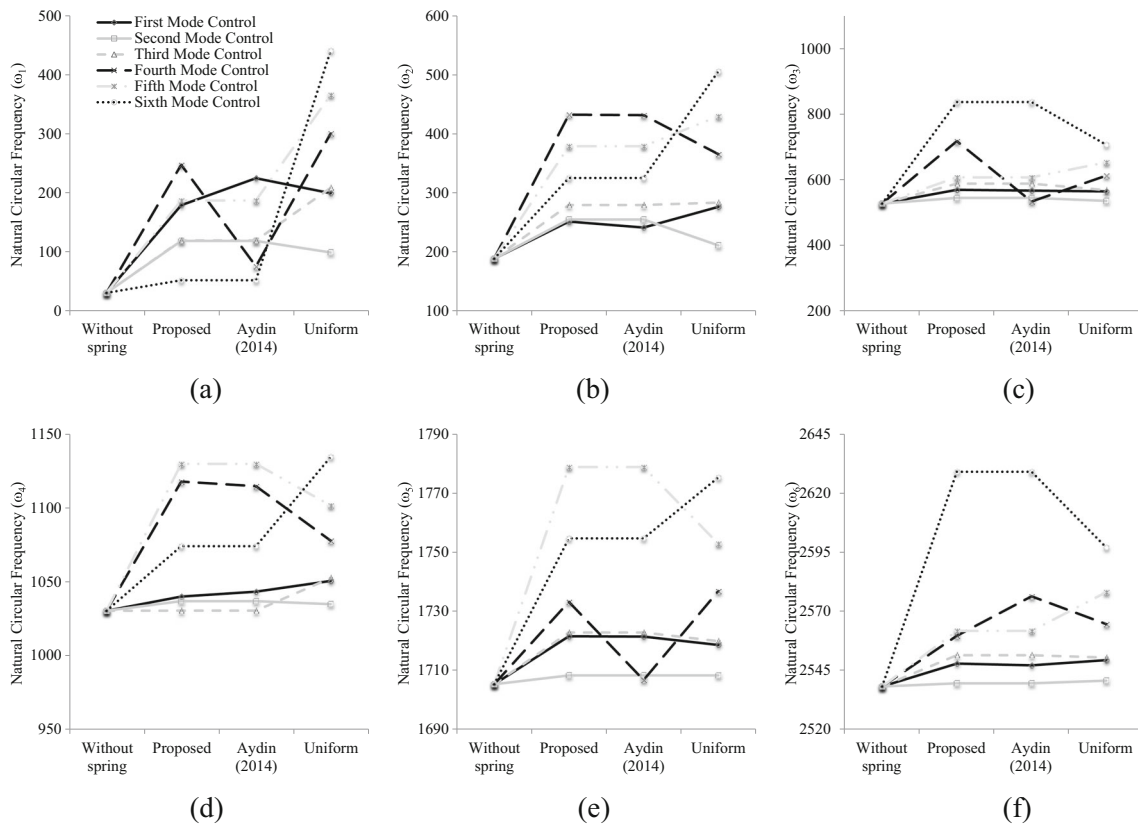 500
400
300
200
100
0
Natural Circular Frequency (ω₁)
First Mode Control
Second Mode Control
Third Mode Control
Fourth Mode Control
Fifth Mode Control
Sixth Mode Control
Without spring
Proposed
Aydin (2014)
Uniform
(a)
600
500
400
300
200
100
Natural Circular Frequency (ω₂)
Without spring
Proposed
Aydin (2014)
Uniform
(b)
1000
800
600
400
200
Natural Circular Frequency (ω₃)
Without spring
Proposed
Aydin (2014)
Uniform
(c)
1150
1100
1050
1000
950
Natural Circular Frequency (ω₄)
Without spring
Proposed
Aydin (2014)
Uniform
(d)
1790
1770
1750
1730
1710
1690
Natural Circular Frequency (ω₅)
Without spring
Proposed
Aydin (2014)
Uniform
(e)
2645
2620
2595
2570
2545
2520
Natural Circular Frequency (ω₆)
Without spring
Proposed
Aydin (2014)
Uniform
(f)